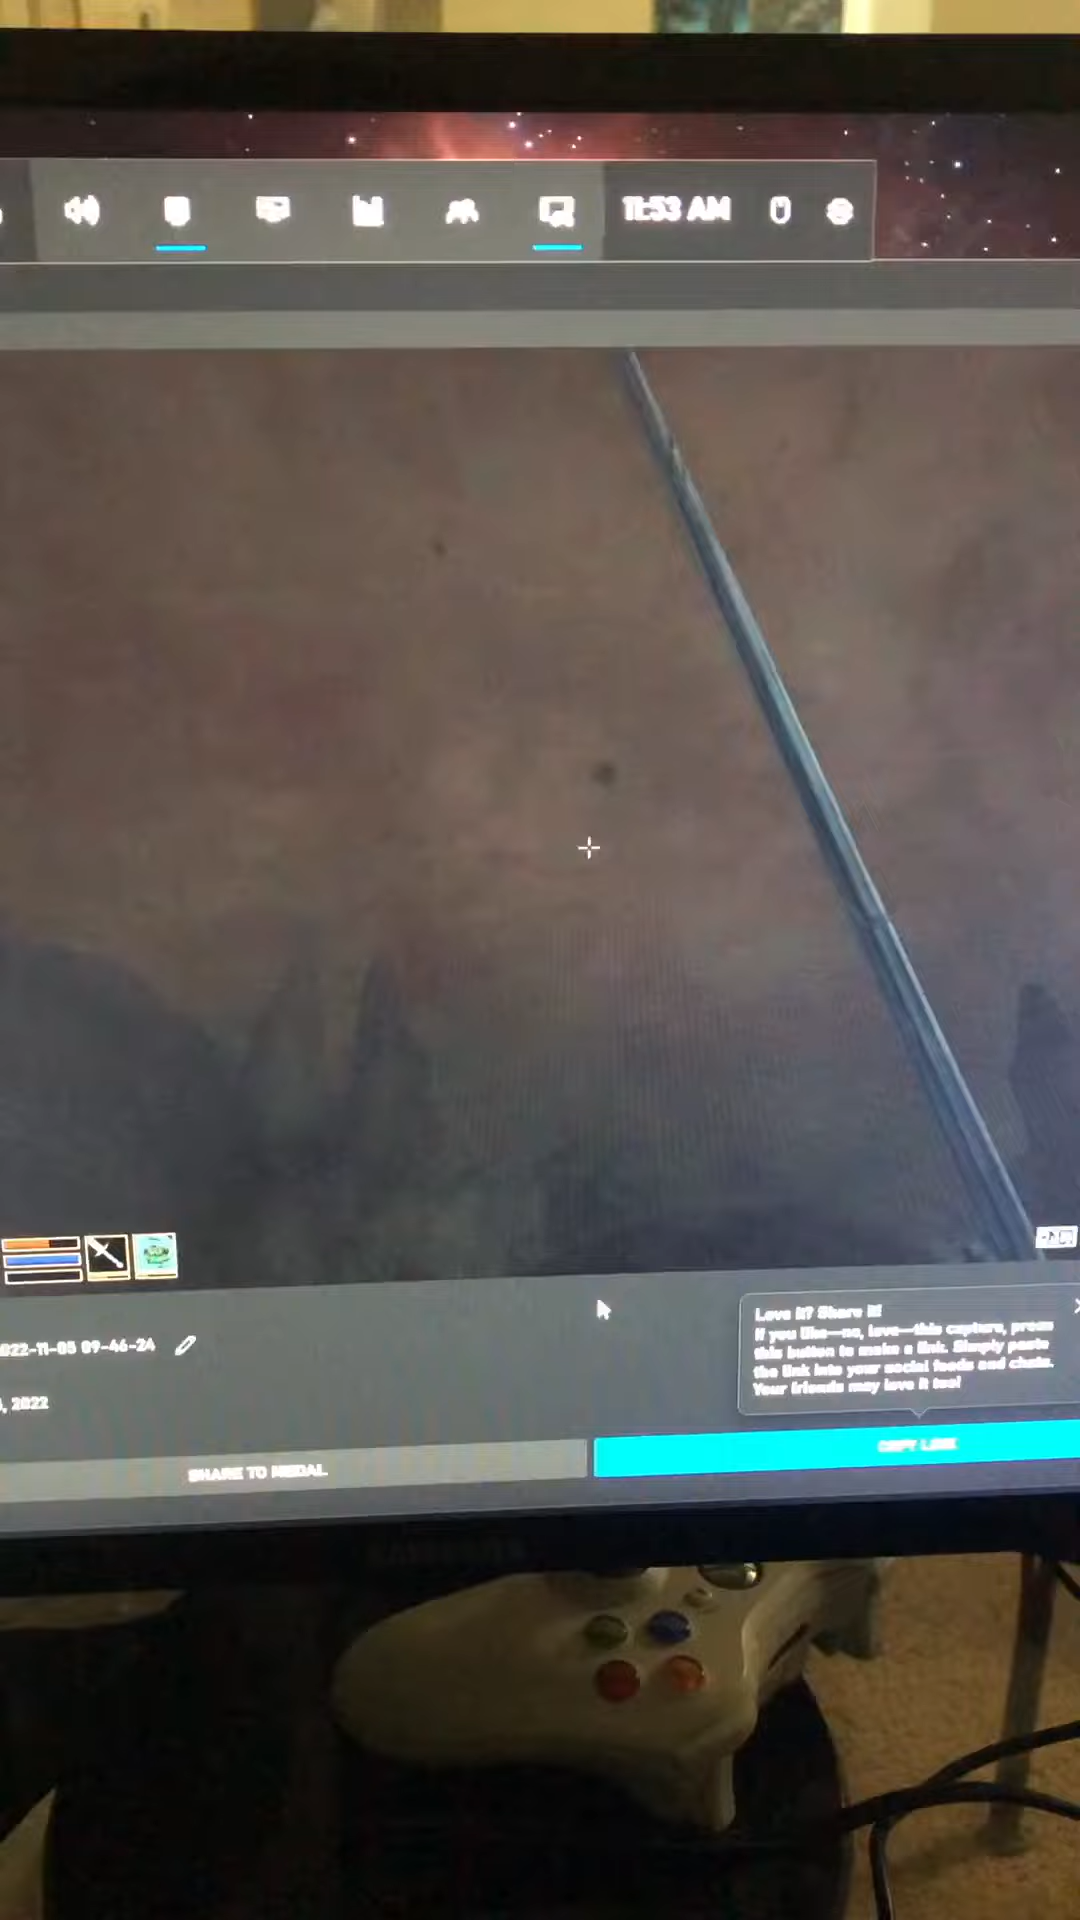 11:53 AM
022-11-05 09-46-24
, 2022
Love it? Share it!
If you like—no, love—this capture, press
this button to make a link. Simply paste
the link into your social feeds and chats.
Your friends may love it too!
SHARE TO MEDAL
COPY LINK